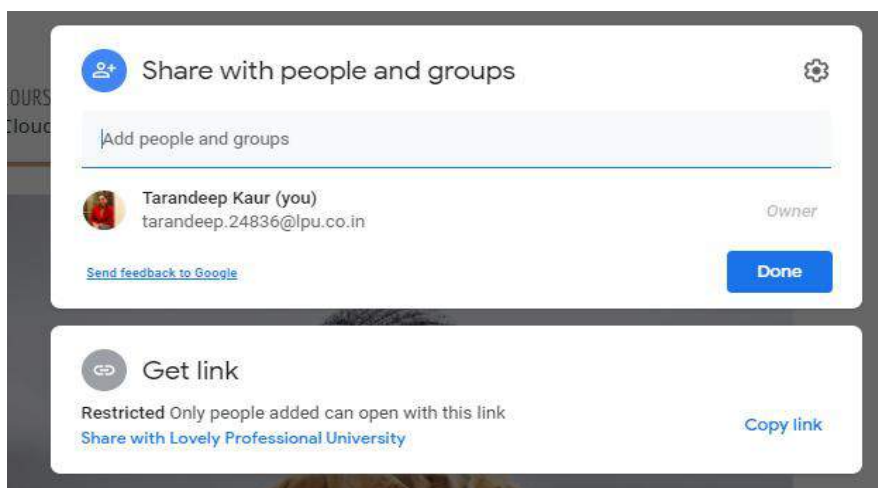 Share with people and groups
OURS
Clouc
Add people and groups
Tarandeep Kaur (you)
tarandeep.24836@lpu.co.in
Owner
Send feedback to Google
Done
Get link
Restricted Only people added can open with this link
Share with Lovely Professional University
Copy link